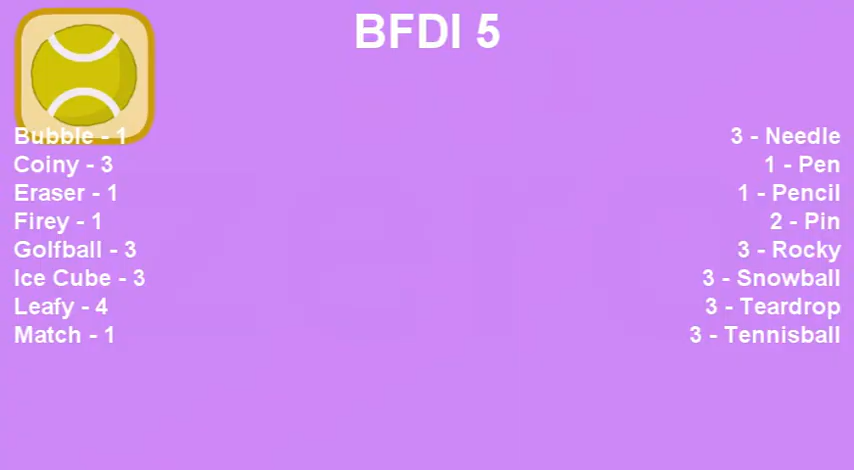 BFDI 5
Bubble - 1
Coiny - 3
Eraser - 1
Firey - 1
Golfball - 3
Ice Cube - 3
Leafy - 4
Match - 1
3 - Needle
1 - Pen
1 - Pencil
2 - Pin
3 - Rocky
3 - Snowball
3 - Teardrop
3 - Tennisball